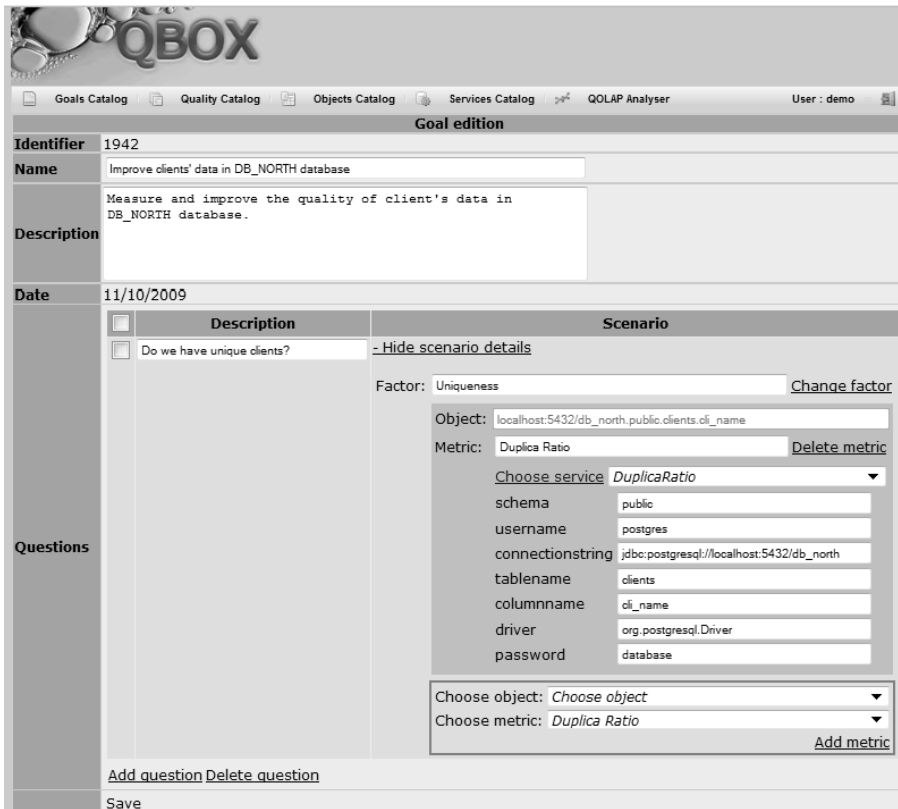 QBOX
Goals Catalog Quality Catalog Objects Catalog Services Catalog QOLAP Analyser User : demo
Goal edition
Identifier 1942
Name Improve clients' data in DB_NORTH database
Description Measure and improve the quality of client's data in
DB_NORTH database.
Date 11/10/2009
Description Scenario
Do we have unique clients? - Hide scenario details
Factor: Uniqueness Change factor
Object: localhost:5432/db_north.public.clients.cli_name
Metric: Duplica Ratio Delete metric
Choose service DuplicaRatio
schema public
username postgres
Questions
connectionstring jdbc:postgresql://localhost:5432/db_north
tablename clients
columnname cli_name
driver org.postgresql.Driver
password database
Choose object: Choose object
Choose metric: Duplica Ratio
Add metric
Add question Delete question
Save